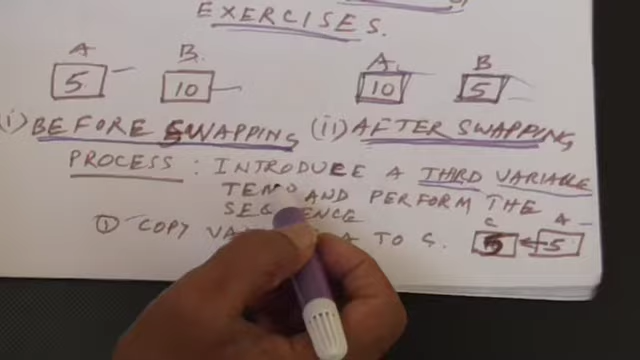 EXERCISES.
A B A B
5 10 10 5
(i) BEFORE SWAPPING (ii) AFTER SWAPPING
PROCESS : INTRODUCE A THIRD VARIABLE
TEMP AND PERFORM THE
SEQUENCE
① COPY A TO C.
C A
5 5